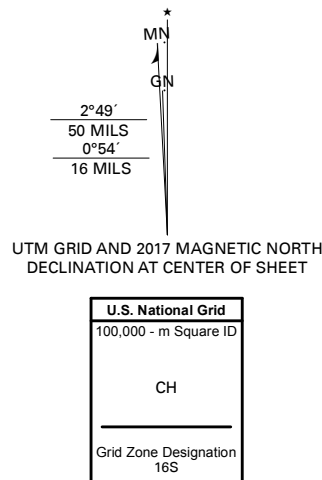 ★
MN
GN
2°49´
50 MILS
0°54´
16 MILS
UTM GRID AND 2017 MAGNETIC NORTH
DECLINATION AT CENTER OF SHEET
U.S. National Grid
100,000 - m Square ID
CH
Grid Zone Designation
16S